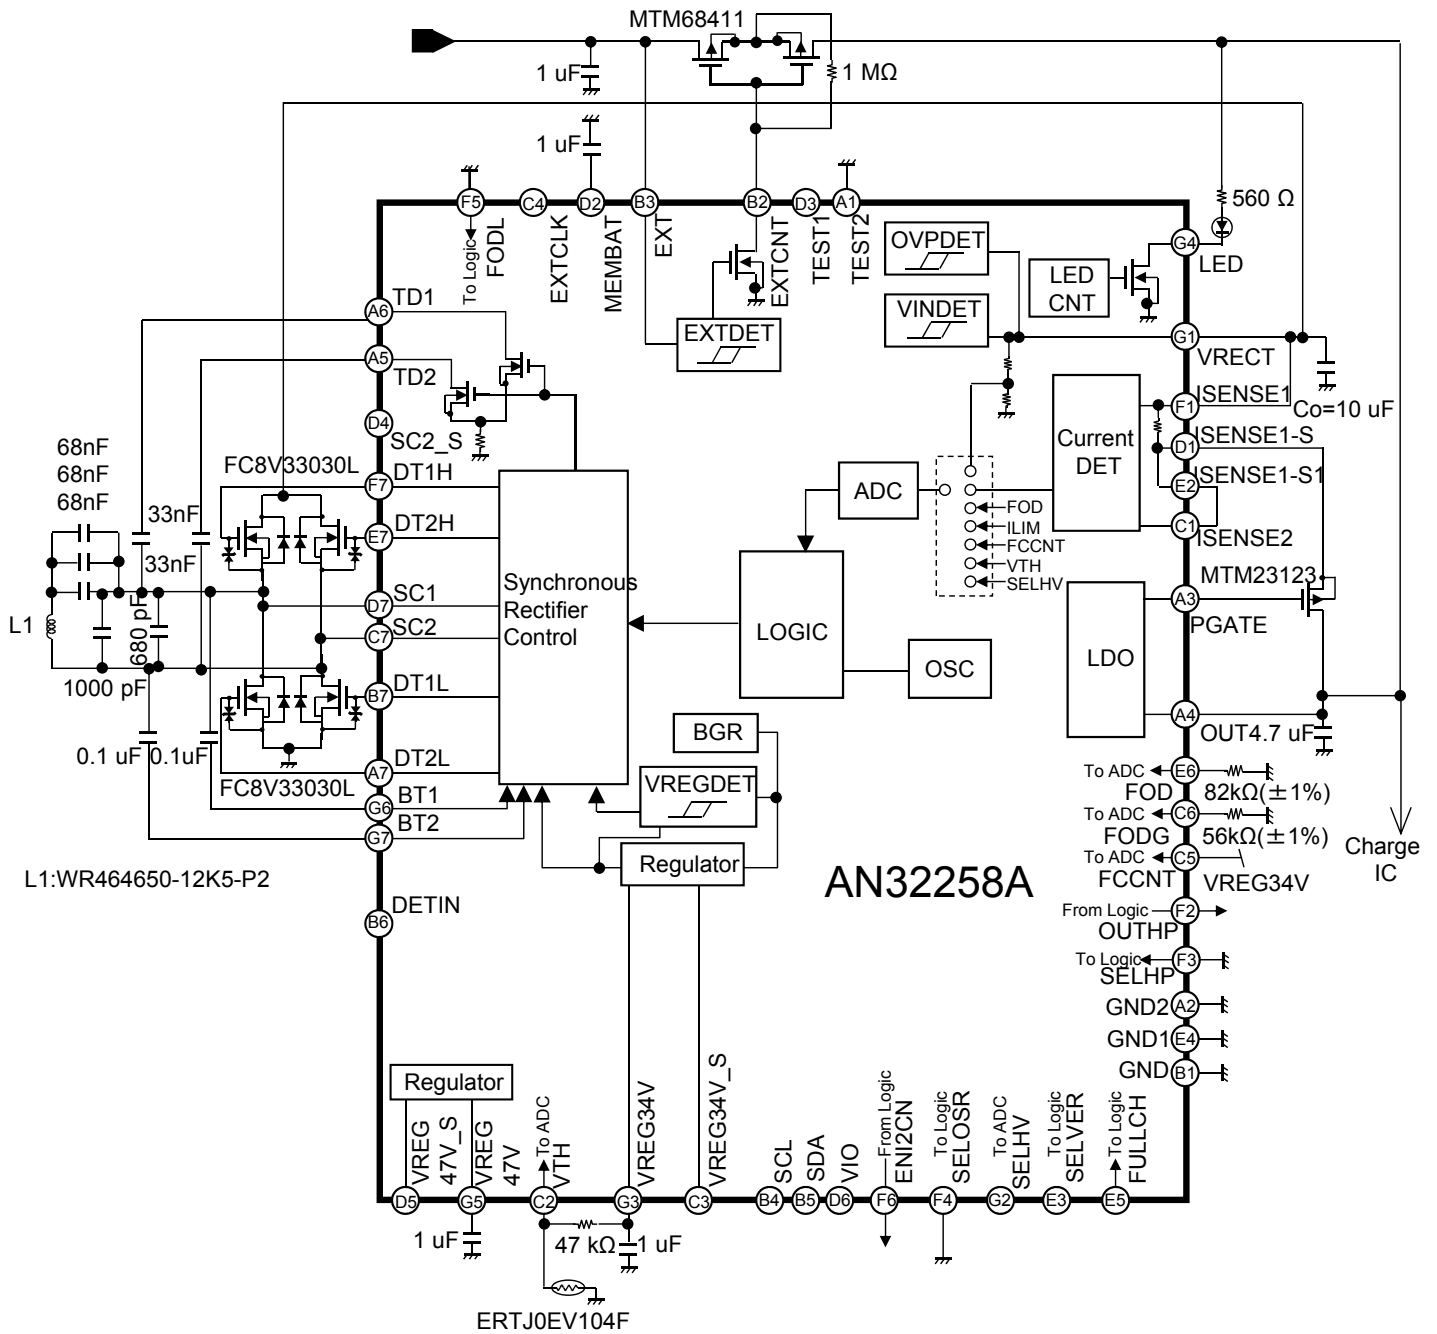 MTM68411
1 uF
1 MΩ
1 uF
560 Ω
F5
C4
D2
B3
B2
D3
A1
To Logic
FODL
EXTCLK
MEMBAT
EXT
EXTCNT
TEST1
TEST2
OVPDET
LED
CNT
G4
LED
VINDET
EXTDET
TD1
A6
A5
TD2
G1
VRECT
Co=10 uF
D4
SC2_S
ISENSE1
F1
ISENSE1-S
D1
ISENSE1-S1
E2
C1
ISENSE2
Current
DET
68nF
68nF
68nF
FC8V33030L
DT1H
F7
33nF
33nF
DT2H
E7
ADC
FOD
ILIM
FCCNT
VTH
SELHV
Synchronous
Rectifier
Control
MTM23123
A3
PGATE
L1
SC1
D7
SC2
C7
680 pF
1000 pF
LOGIC
OSC
LDO
DT1L
B7
A4
OUT
4.7 uF
BGR
0.1 uF
0.1uF
FC8V33030L
DT2L
A7
VREGDET
To ADC
E6
FOD
82kΩ(±1%)
BT1
G6
BT2
G7
To ADC
C6
FODG
56kΩ(±1%)
Regulator
To ADC
C5
FCCNT
VREG34V
Charge
IC
L1:WR464650-12K5-P2
AN32258A
DETIN
B6
From Logic
F2
OUTHP
To Logic
F3
SELHP
GND2
A2
GND1
E4
GND
B1
Regulator
VREG
47V_S
VREG
47V
To ADC
VTH
VREG34V
VREG34V_S
SCL
SDA
VIO
From Logic
ENI2CN
To Logic
SELOSR
To ADC
SELHV
To Logic
SELVER
To Logic
FULLCH
D5
G5
C2
G3
C3
B4
B5
D6
F6
F4
G2
E3
E5
1 uF
47 kΩ
1 uF
ERTJ0EV104F